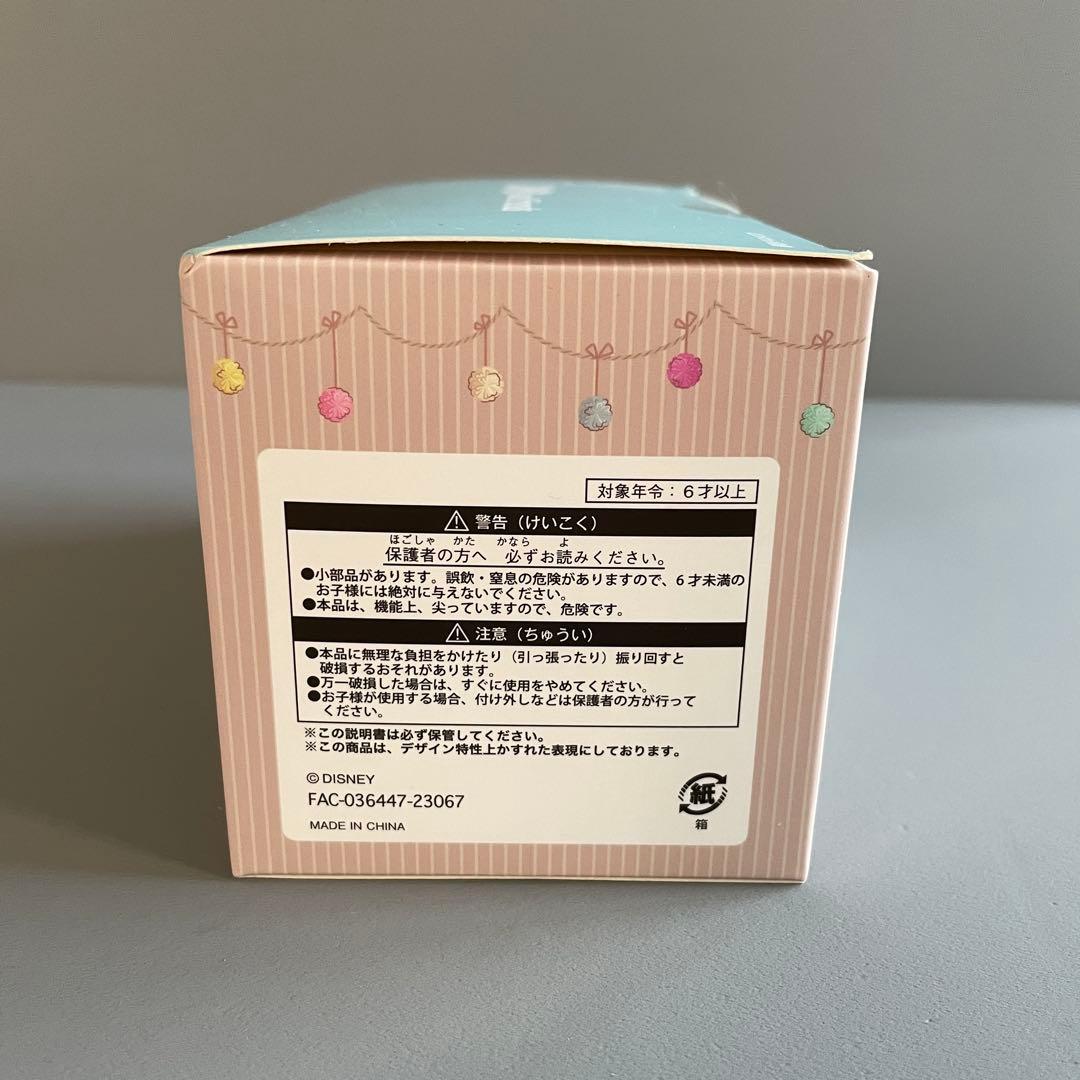 対象年令：6才以上
警告（けいこく）
ほごしゃ かた かなら よ
保護者の方へ 必ずお読みください。
●小部品があります。誤飲・窒息の危険がありますので、6才未満の
お子様には絶対に与えないでください。
●本品は、機能上、尖っていますので、危険です。
注意（ちゅうい）
●本品に無理な負担をかけたり（引っ張ったり）振り回すと
破損するおそれがあります。
●万一破損した場合は、すぐに使用をやめてください。
●お子様が使用する場合、付け外しなどは保護者の方が行って
ください。
※この説明書は必ず保管してください。
※この商品は、デザイン特性上かすれた表現にしております。
© DISNEY
FAC-036447-23067
MADE IN CHINA
紙
箱